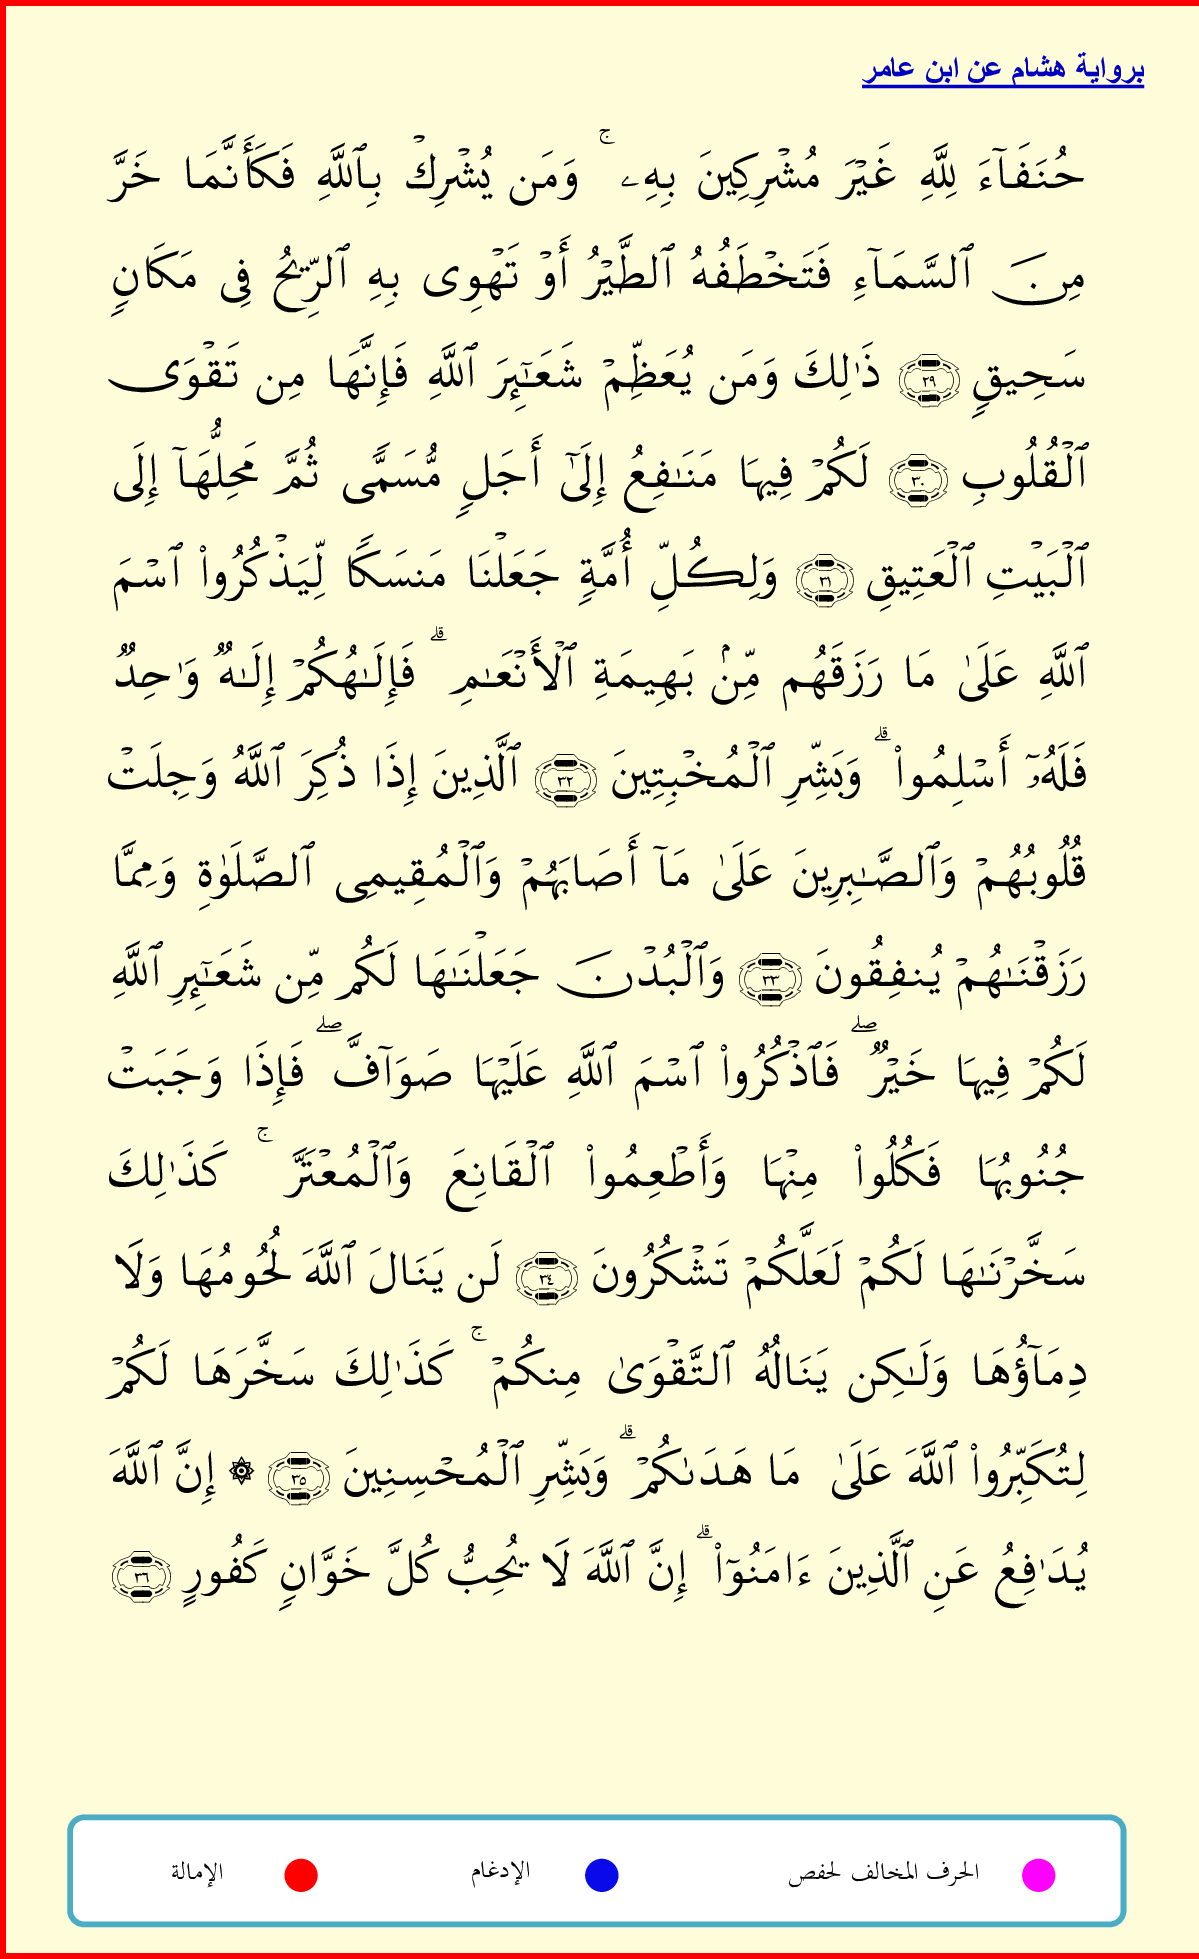 برواية هشام عن ابن عامر
حُنَفَآءَ لِلَّهِ غَيْرَ مُشْرِكِينَ بِهِۦ ۚ وَمَن يُشْرِكْ بِٱللَّهِ فَكَأَنَّمَا خَرَّ
مِنَ ٱلسَّمَآءِ فَتَخْطَفُهُ ٱلطَّيْرُ أَوْ تَهْوِى بِهِ ٱلرِّيحُ فِى مَكَانٍ
سَحِيقٍ ٢٩ ذَٰلِكَ وَمَن يُعَظِّمْ شَعَـٰٓئِرَ ٱللَّهِ فَإِنَّهَا مِن تَقْوَى
ٱلْقُلُوبِ ٣٠ لَكُمْ فِيهَا مَنَـٰفِعُ إِلَىٰٓ أَجَلٍ مُّسَمًّى ثُمَّ مَحِلُّهَآ إِلَى
ٱلْبَيْتِ ٱلْعَتِيقِ ٣١ وَلِكُلِّ أُمَّةٍ جَعَلْنَا مَنسَكًا لِّيَذْكُرُوا۟ ٱسْمَ
ٱللَّهِ عَلَىٰ مَا رَزَقَهُم مِّنۢ بَهِيمَةِ ٱلْأَنْعَـٰمِ ۗ فَإِلَـٰهُكُمْ إِلَـٰهٌ وَٰحِدٌ
فَلَهُۥٓ أَسْلِمُوا۟ ۗ وَبَشِّرِ ٱلْمُخْبِتِينَ ٣٢ ٱلَّذِينَ إِذَا ذُكِرَ ٱللَّهُ وَجِلَتْ
قُلُوبُهُمْ وَٱلصَّـٰبِرِينَ عَلَىٰ مَآ أَصَابَهُمْ وَٱلْمُقِيمِى ٱلصَّلَوٰةِ وَمِمَّا
رَزَقْنَـٰهُمْ يُنفِقُونَ ٣٣ وَٱلْبُدْنَ جَعَلْنَـٰهَا لَكُم مِّن شَعَـٰٓئِرِ ٱللَّهِ
لَكُمْ فِيهَا خَيْرٌ ۖ فَٱذْكُرُوا۟ ٱسْمَ ٱللَّهِ عَلَيْهَا صَوَآفَّ ۖ فَإِذَا وَجَبَتْ
جُنُوبُهَا فَكُلُوا۟ مِنْهَا وَأَطْعِمُوا۟ ٱلْقَانِعَ وَٱلْمُعْتَرَّ ۚ كَذَٰلِكَ
سَخَّرْنَـٰهَا لَكُمْ لَعَلَّكُمْ تَشْكُرُونَ ٣٤ لَن يَنَالَ ٱللَّهَ لُحُومُهَا وَلَا
دِمَآؤُهَا وَلَـٰكِن يَنَالُهُ ٱلتَّقْوَىٰ مِنكُمْ ۚ كَذَٰلِكَ سَخَّرَهَا لَكُمْ
لِتُكَبِّرُوا۟ ٱللَّهَ عَلَىٰ مَا هَدَىٰكُمْ ۗ وَبَشِّرِ ٱلْمُحْسِنِينَ ٣٥ ۞ إِنَّ ٱللَّهَ
يُدَٰفِعُ عَنِ ٱلَّذِينَ ءَامَنُوٓا۟ ۗ إِنَّ ٱللَّهَ لَا يُحِبُّ كُلَّ خَوَّانٍ كَفُورٍ ٣٦
الحرف المخالف لحفص الإدغام الإمالة